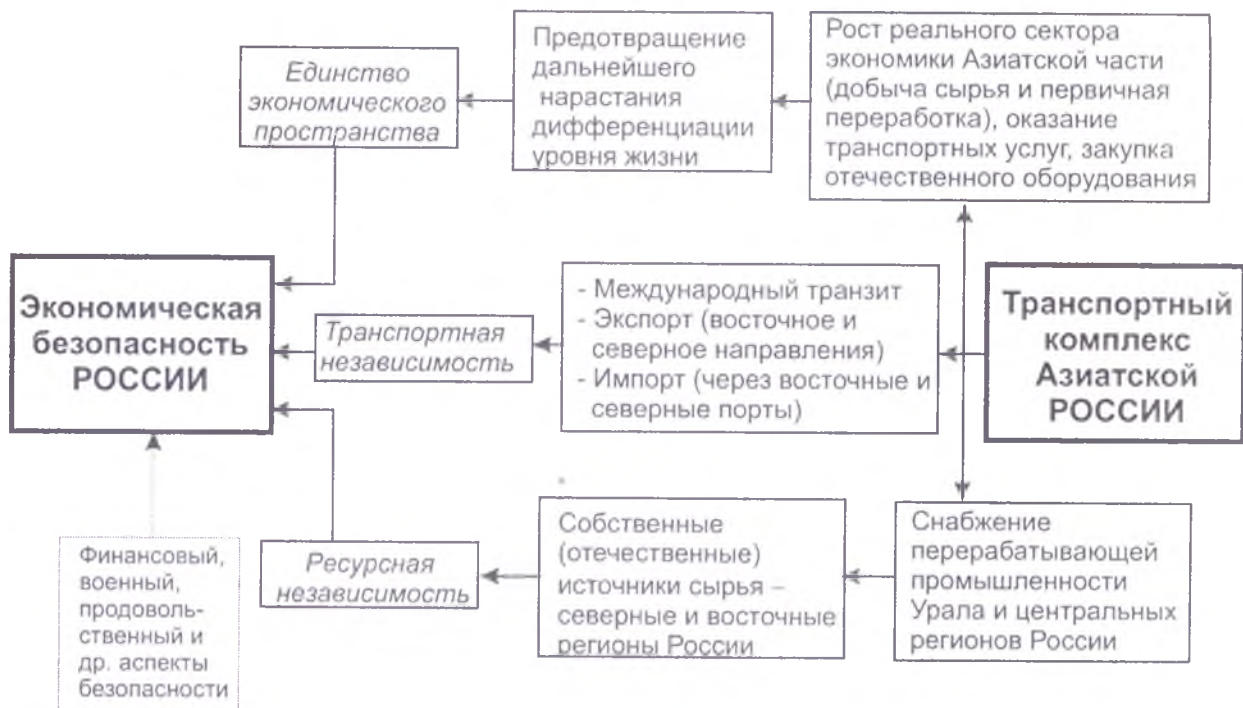 Единство
экономического
пространства
Предотвращение
дальнейшего
нарастания
дифференциации
уровня жизни
Рост реального сектора
экономики Азиатской части
(добыча сырья и первичная
переработка), оказание
транспортных услуг, закупка
отечественного оборудования
Экономическая
безопасность
РОССИИ
Транспортная
независимость
- Международный транзит
- Экспорт (восточное и
северное направления)
- Импорт (через восточные и
северные порты)
Транспортный
комплекс
Азиатской
РОССИИ
Финансовый,
военный,
продоволь-
ственный и
др. аспекты
безопасности
Ресурсная
независимость
Собственные
(отечественные)
источники сырья –
северные и восточные
регионы России
Снабжение
перерабатывающей
промышленности
Урала и центральных
регионов России